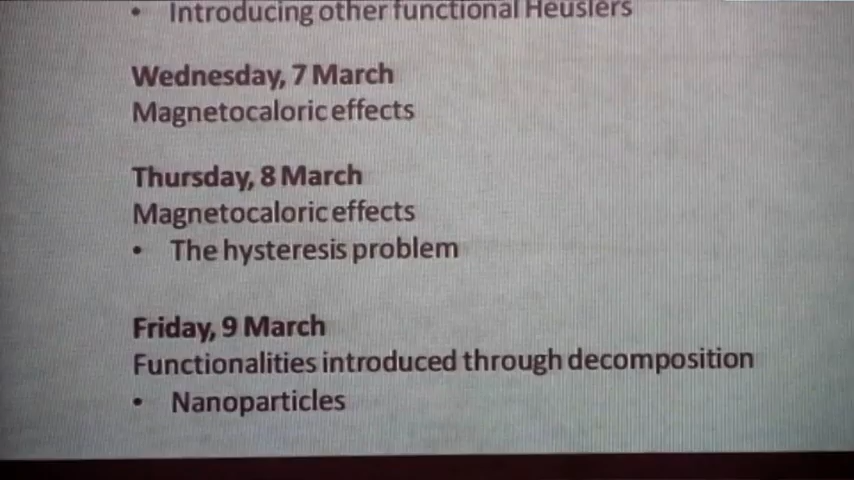 • Introducing other functional Heuslers
Wednesday, 7 March
Magnetocaloric effects
Thursday, 8 March
Magnetocaloric effects
• The hysteresis problem
Friday, 9 March
Functionalities introduced through decomposition
• Nanoparticles